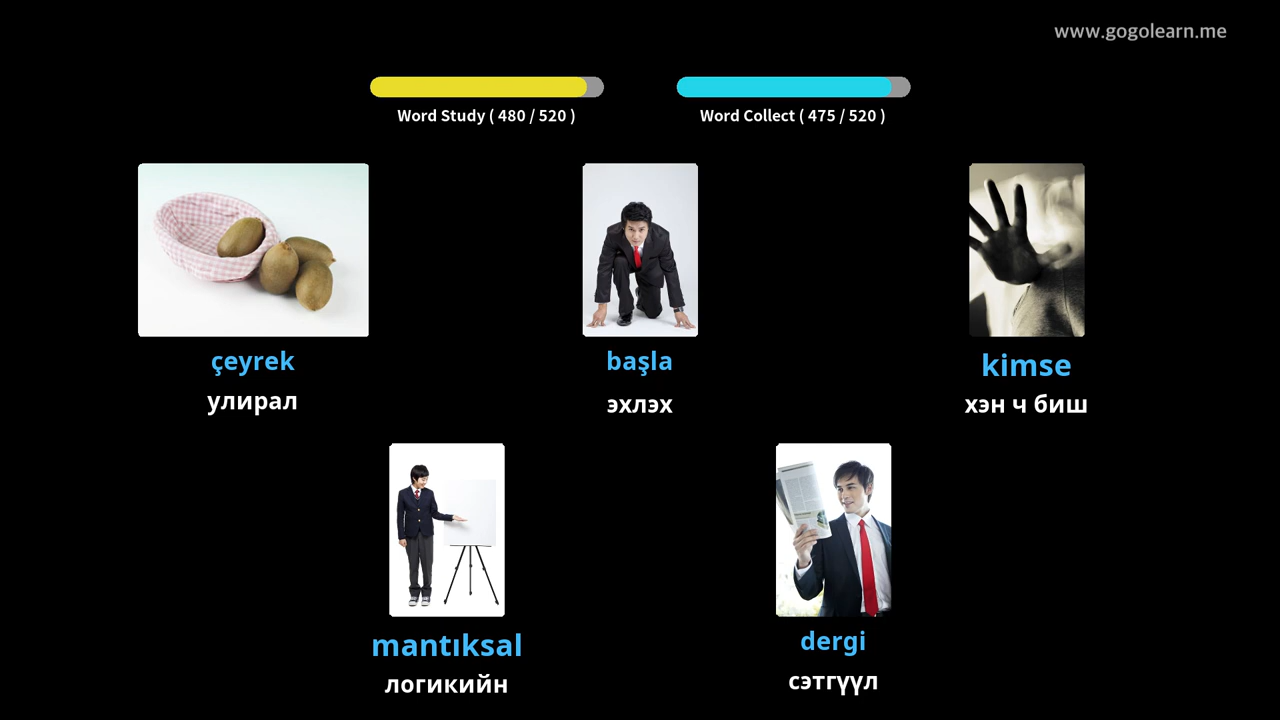 www.gogolearn.me
Word Study ( 480 / 520 )
Word Collect ( 475 / 520 )
çeyrek
başla
kimse
улирал
эхлэх
хэн ч биш
mantıksal
dergi
логикийн
сэтгүүл